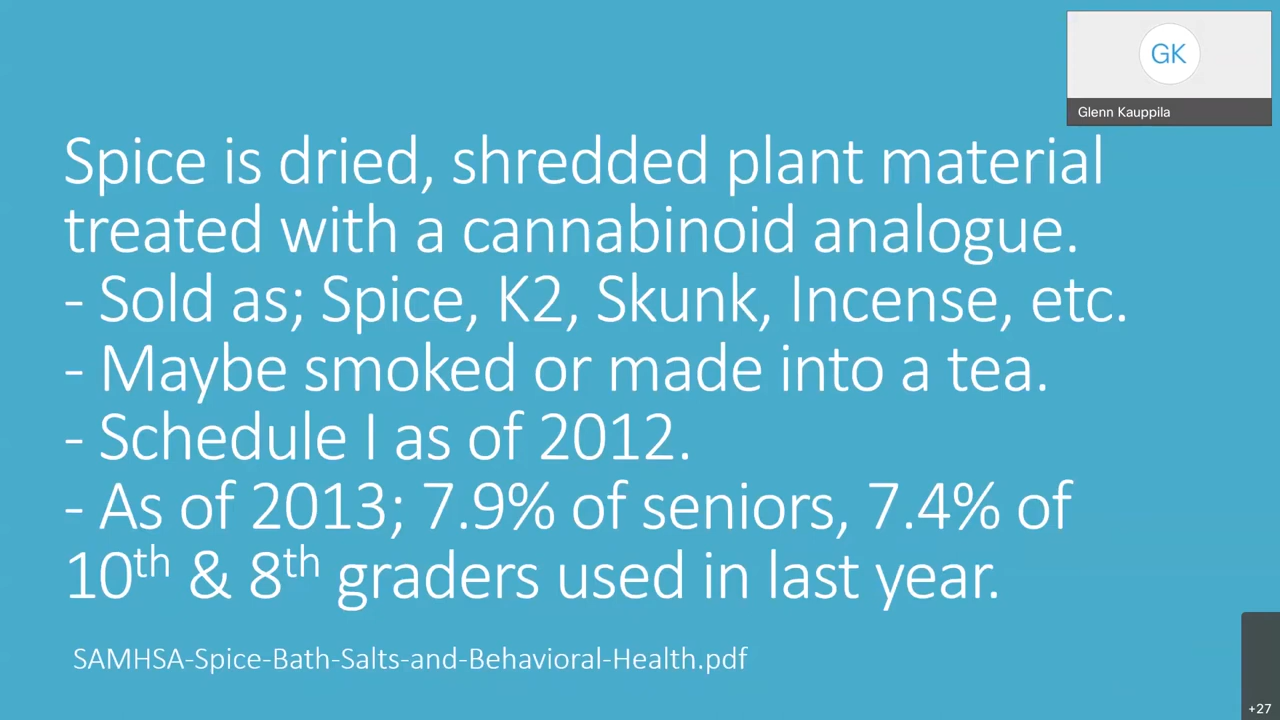 GK
Glenn Kauppila
Spice is dried, shredded plant material
treated with a cannabinoid analogue.
- Sold as; Spice, K2, Skunk, Incense, etc.
- Maybe smoked or made into a tea.
- Schedule I as of 2012.
- As of 2013; 7.9% of seniors, 7.4% of
10th & 8th graders used in last year.
SAMHSA-Spice-Bath-Salts-and-Behavioral-Health.pdf
+27